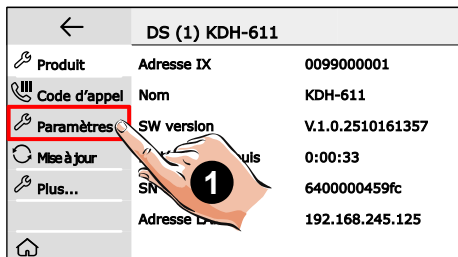 DS (1) KDH-611
Produit
Adresse IX 0099000001
Code d'appel
Nom KDH-611
Paramètres
SW version V.1.0.2510161357
Mise à jour
0:00:33
Plus...
SN 6400000459fc
1
Adresse 192.168.245.125